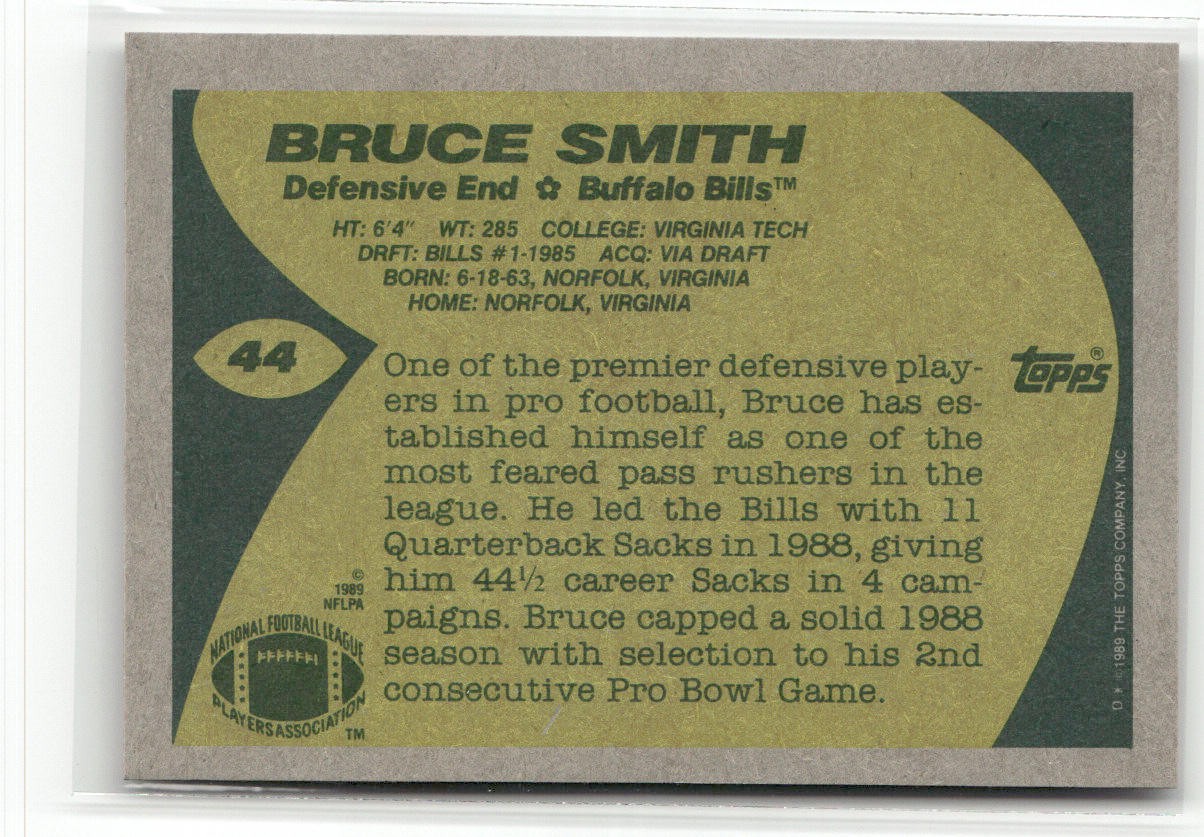 BRUCE SMITH
Defensive End ✿ Buffalo Bills™
HT: 6'4" WT: 285 COLLEGE: VIRGINIA TECH
DRFT: BILLS #1-1985 ACQ: VIA DRAFT
BORN: 6-18-63, NORFOLK, VIRGINIA
HOME: NORFOLK, VIRGINIA
44
One of the premier defensive play-
ers in pro football, Bruce has es-
tablished himself as one of the
most feared pass rushers in the
league. He led the Bills with 11
Quarterback Sacks in 1988, giving
him 44½ career Sacks in 4 cam-
paigns. Bruce capped a solid 1988
season with selection to his 2nd
consecutive Pro Bowl Game.
topps®
©
1989
NFLPA
NATIONAL FOOTBALL LEAGUE
PLAYERS ASSOCIATION
TM
D* ©1989 THE TOPPS COMPANY, INC